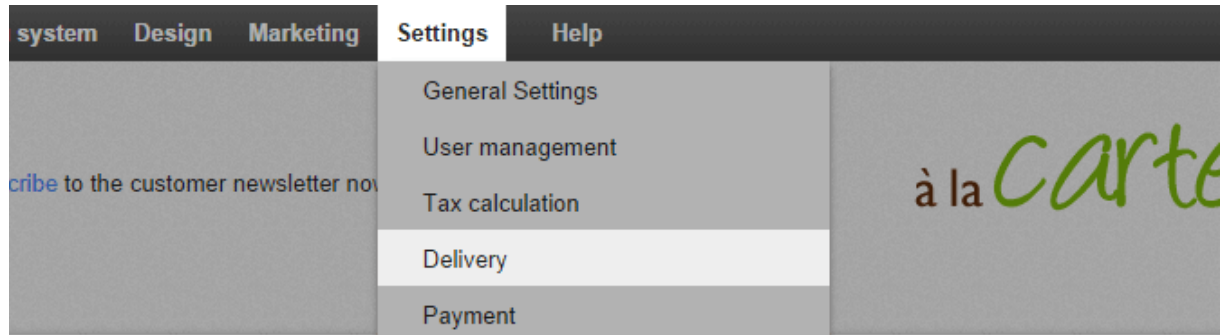 system Design Marketing Settings Help
General Settings
User management
cribe to the customer newsletter nov
Tax calculation
Delivery
Payment
à la carte